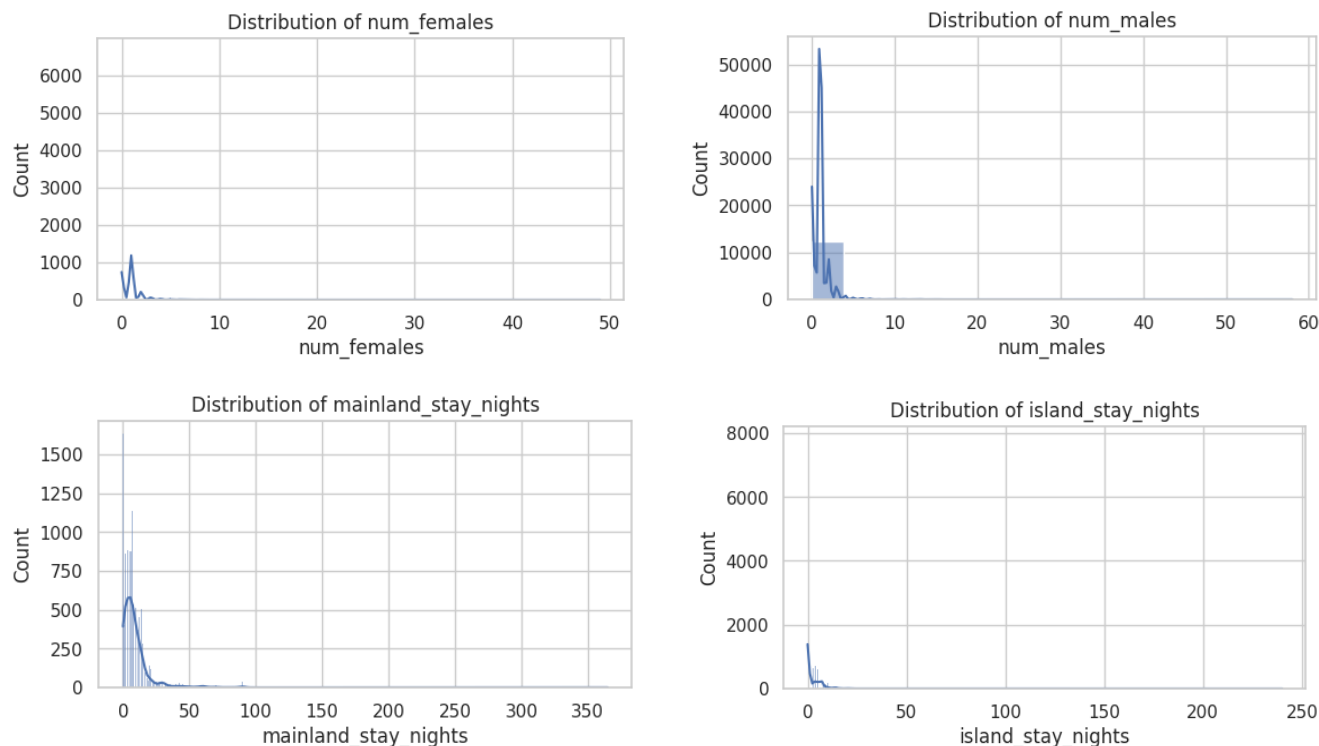 Distribution of num_females
Count
6000
5000
4000
3000
2000
1000
0
0 10 20 30 40 50
num_females
Distribution of num_males
Count
50000
40000
30000
20000
10000
0
0 10 20 30 40 50 60
num_males
Distribution of mainland_stay_nights
Count
1500
1250
1000
750
500
250
0
0 50 100 150 200 250 300 350
mainland_stay_nights
Distribution of island_stay_nights
Count
8000
6000
4000
2000
0
0 50 100 150 200 250
island_stay_nights